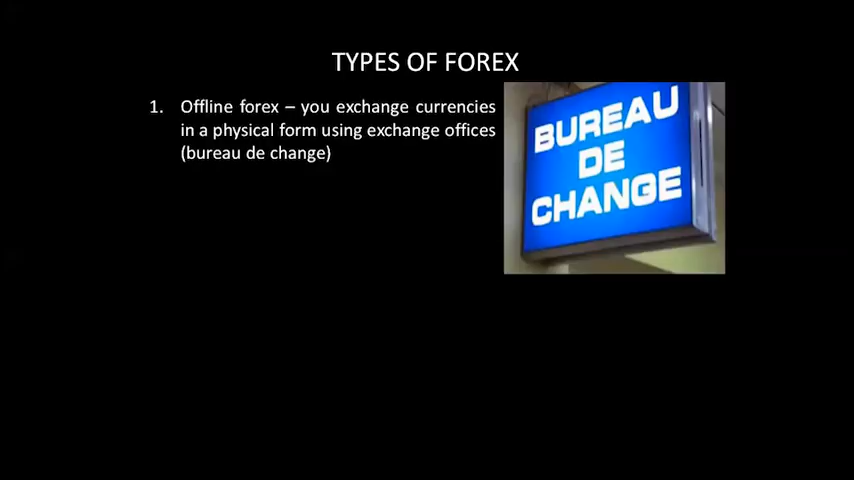 TYPES OF FOREX
1. Offline forex – you exchange currencies
in a physical form using exchange offices
(bureau de change)
BUREAU
DE
CHANGE